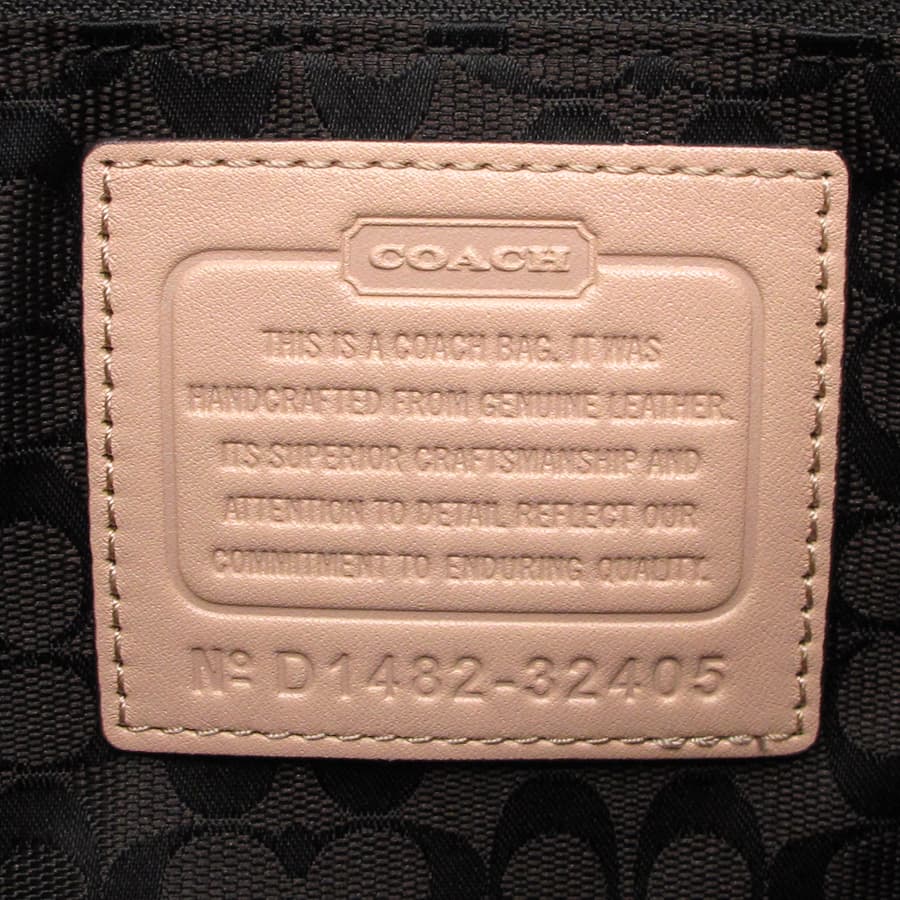 COACH
THIS IS A COACH BAG. IT WAS
HANDCRAFTED FROM GENUINE LEATHER.
ITS SUPERIOR CRAFTSMANSHIP AND
ATTENTION TO DETAIL REFLECT OUR
COMMITMENT TO ENDURING QUALITY.
Nº D1482-32405